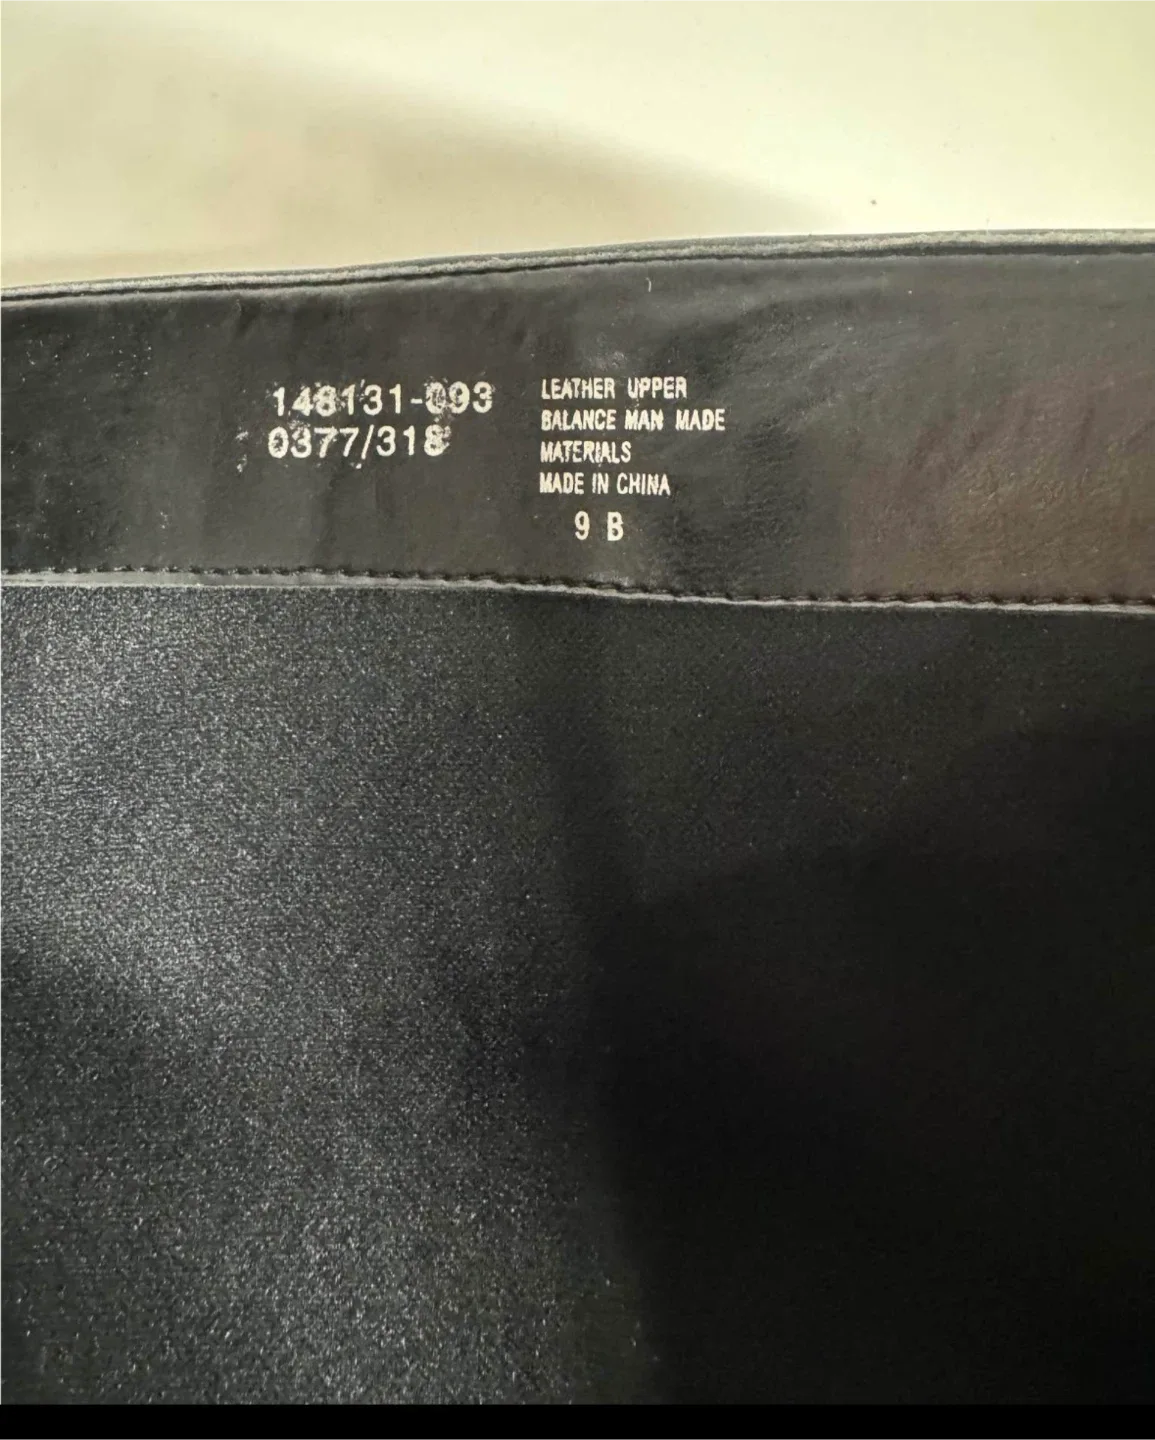 148131-093
0377/318
LEATHER UPPER
BALANCE MAN MADE
MATERIALS
MADE IN CHINA
9 B